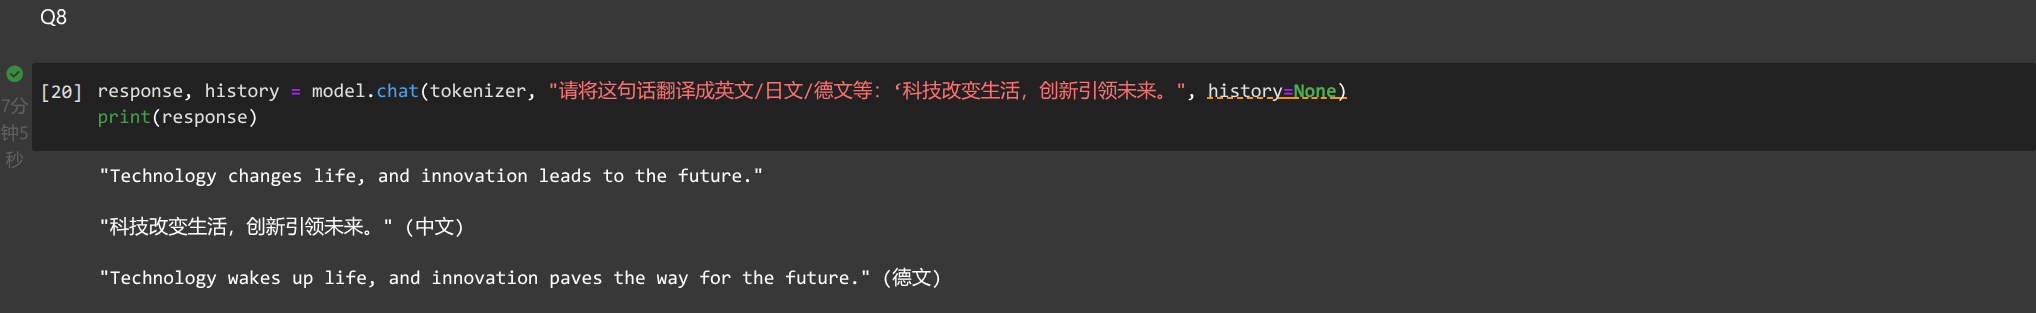 Q8
[20] response, history = model.chat(tokenizer, "请将这句话翻译成英文/日文/德文等：‘科技改变生活，创新引领未来。", history=None)
7分
print(response)
钟5
秒
"Technology changes life, and innovation leads to the future."
"科技改变生活，创新引领未来。" (中文)
"Technology wakes up life, and innovation paves the way for the future." (德文)